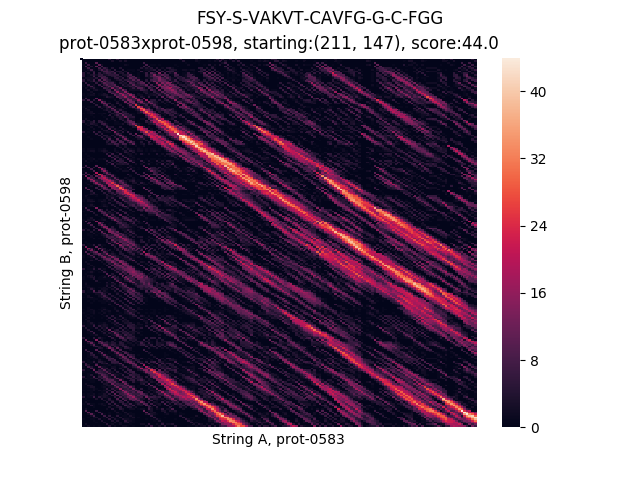 FSY-S-VAKVT-CAVFG-G-C-FGG
prot-0583xprot-0598, starting:(211, 147), score:44.0
String B, prot-0598
String A, prot-0583
40
32
24
16
8
0